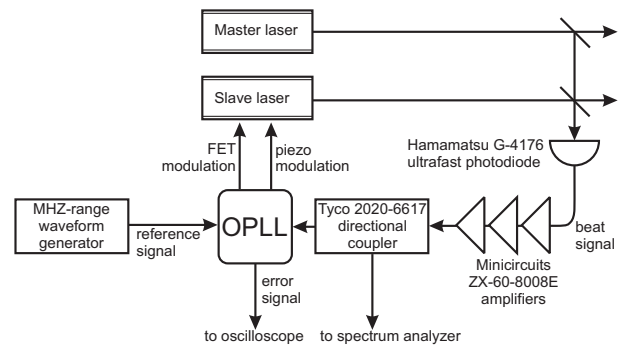 Master laser
Slave laser
Hamamatsu G-4176
ultrafast photodiode
FET
modulation
piezo
modulation
MHZ-range
waveform
generator
reference
signal
OPLL
Tyco 2020-6617
directional
coupler
beat
signal
Minicircuits
ZX-60-8008E
amplifiers
error
signal
to oscilloscope
to spectrum analyzer